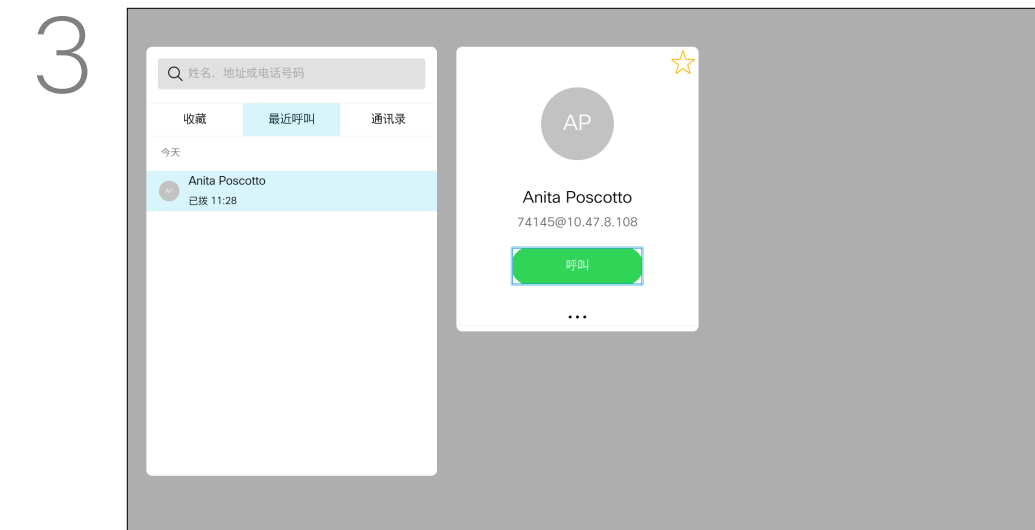 3
姓名、地址或电话号码
收藏 最近呼叫 通讯录
今天
AP
Anita Poscotto
已拨 11:28
AP
Anita Poscotto
74145@10.47.8.108
呼叫